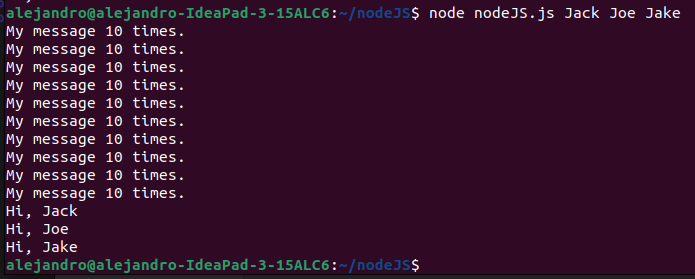 alejandro@alejandro-IdeaPad-3-15ALC6:~/nodeJS$ node nodeJS.js Jack Joe Jake
My message 10 times.
My message 10 times.
My message 10 times.
My message 10 times.
My message 10 times.
My message 10 times.
My message 10 times.
My message 10 times.
My message 10 times.
My message 10 times.
Hi, Jack
Hi, Joe
Hi, Jake
alejandro@alejandro-IdeaPad-3-15ALC6:~/nodeJS$